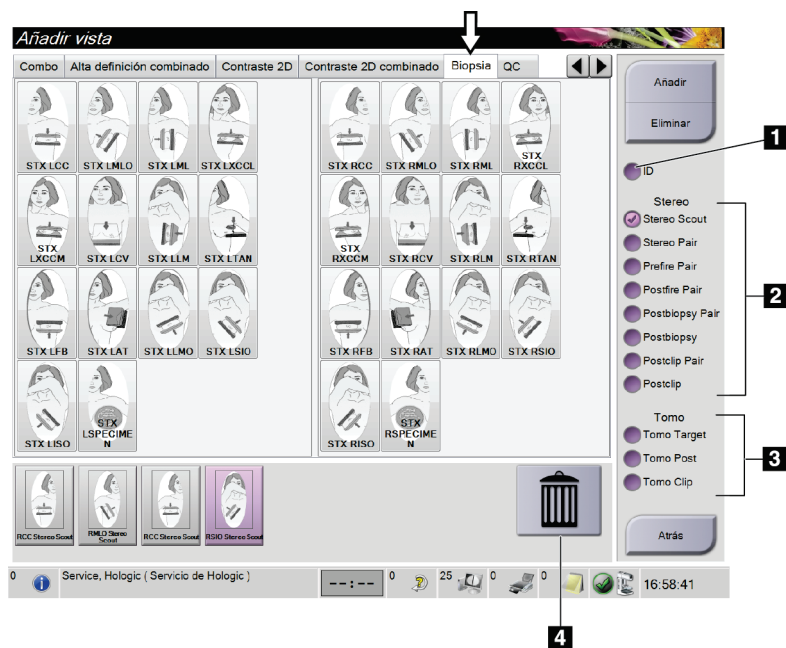 Añadir vista
Combo Alta definición combinado Contraste 2D Contraste 2D combinado Biopsia QC
STX LCC STX LMLO STX LML STX LXCCL
STX RCC STX RMLO STX RML STX
RXCCL
STX
LXCCM STX LCV STX LLM STX LTAN
STX
RXCCM STX RCV STX RLM STX RTAN
STX LFB STX LAT STX LLMO STX LSIO
STX RFB STX RAT STX RLMO STX RSIO
STX LISO STX
LSPECIME
N
STX RISO STX
RSPECIME
N
RCC Stereo Scout RMLO Stereo
Scout RCC Stereo Scout RSIO Stereo Scout
Añadir
Eliminar
ID
1
Stereo
Stereo Scout
Stereo Pair
Prefire Pair
Postfire Pair
2
Postbiopsy Pair
Postbiopsy
Postclip Pair
Postclip
Tomo
Tomo Target
Tomo Post
3
Tomo Clip
Atrás
0 Service, Hologic ( Servicio de Hologic ) --:-- 0 25 0 0 16:58:41
4